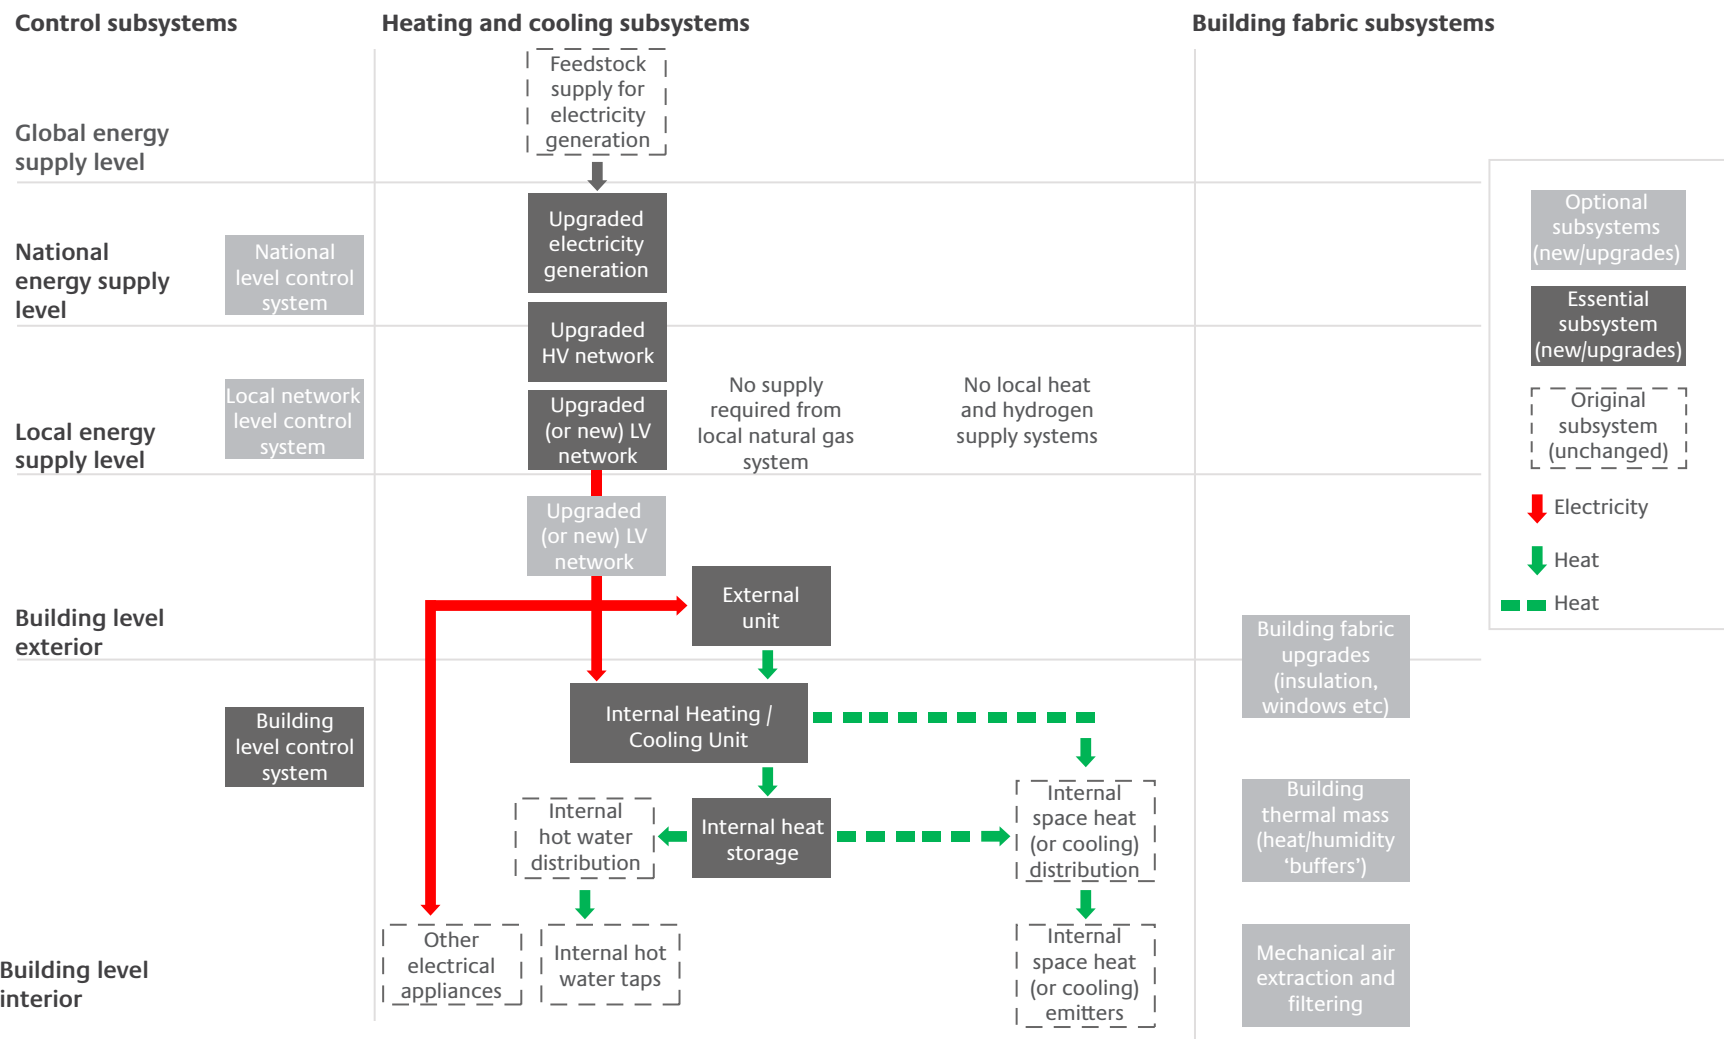 Control subsystems
Heating and cooling subsystems
Building fabric subsystems
Global energy
supply level
Feedstock
supply for
electricity
generation
National
energy supply
level
National
level control
system
Upgraded
electricity
generation
Upgraded
HV network
Local energy
supply level
Local network
level control
system
Upgraded
(or new) LV
network
No supply
required from
local natural gas
system
No local heat
and hydrogen
supply systems
Upgraded
(or new) LV
network
Building level
exterior
External
unit
Building fabric
upgrades
(insulation,
windows etc)
Building
level control
system
Internal Heating /
Cooling Unit
Internal
hot water
distribution
Internal heat
storage
Internal
space heat
(or cooling)
distribution
Building
thermal mass
(heat/humidity
‘buffers’)
Building level
interior
Other
electrical
appliances
Internal hot
water taps
Internal
space heat
(or cooling)
emitters
Mechanical air
extraction and
filtering
Optional
subsystems
(new/upgrades)
Essential
subsystem
(new/upgrades)
Original
subsystem
(unchanged)
Electricity
Heat
Heat